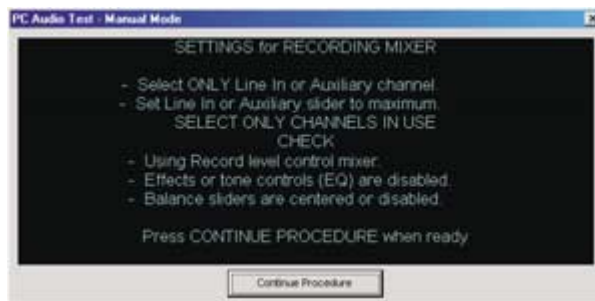 PC Audio Test - Manual Mode
SETTINGS for RECORDING MIXER
- Select ONLY Line In or Auxiliary channel.
- Set Line In or Auxiliary slider to maximum.
SELECT ONLY CHANNELS IN USE
CHECK
- Using Record level control mixer.
- Effects or tone controls (EQ) are disabled.
- Balance sliders are centered or disabled.
Press CONTINUE PROCEDURE when ready
Continue Procedure